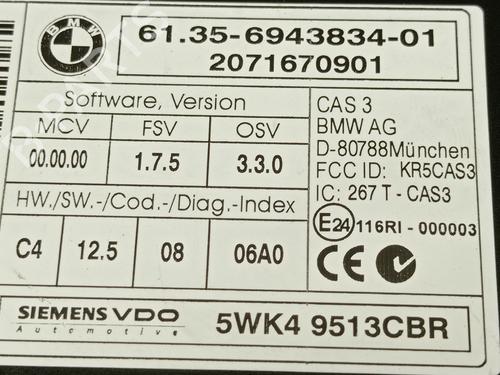 BMW
61.35-6943834-01
2071670901
Software, Version
MCV FSV OSV
00.00.00 1.7.5 3.3.0
HW./SW.-/Cod.-/Diag.-Index
C4 12.5 08 06A0
CAS 3
BMW AG
D-80788München
FCC ID: KR5CAS3
IC: 267 T - CAS3
E24 116RI - 000003
CE
SIEMENS VDO
Automotive
5WK4 9513CBR